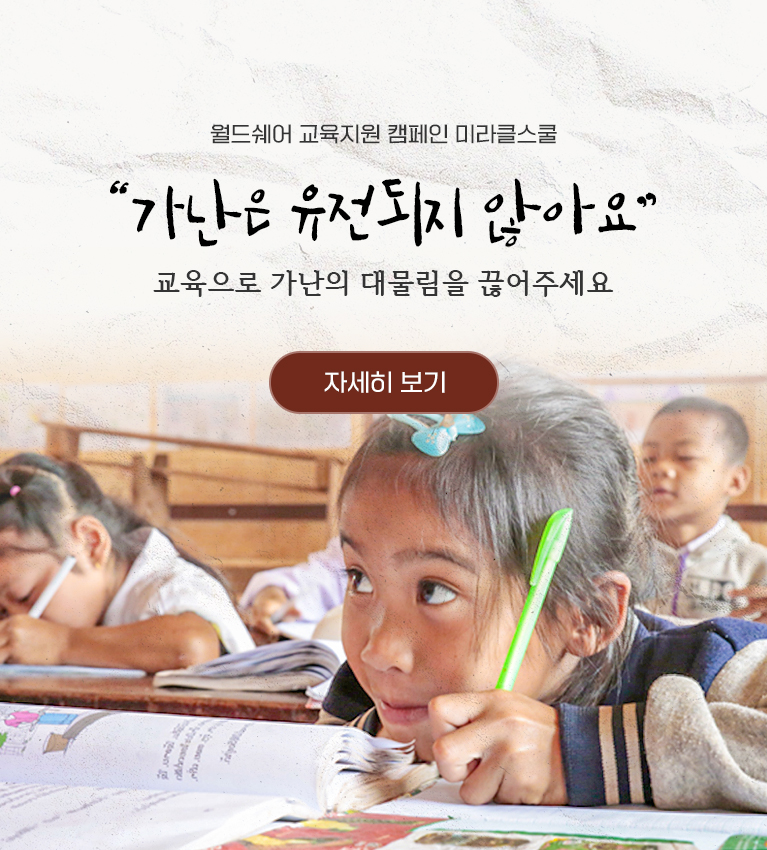 월드쉐어 교육지원 캠페인 미라클스쿨
“가난은 유전되지 않아요”
교육으로 가난의 대물림을 끊어주세요
자세히 보기